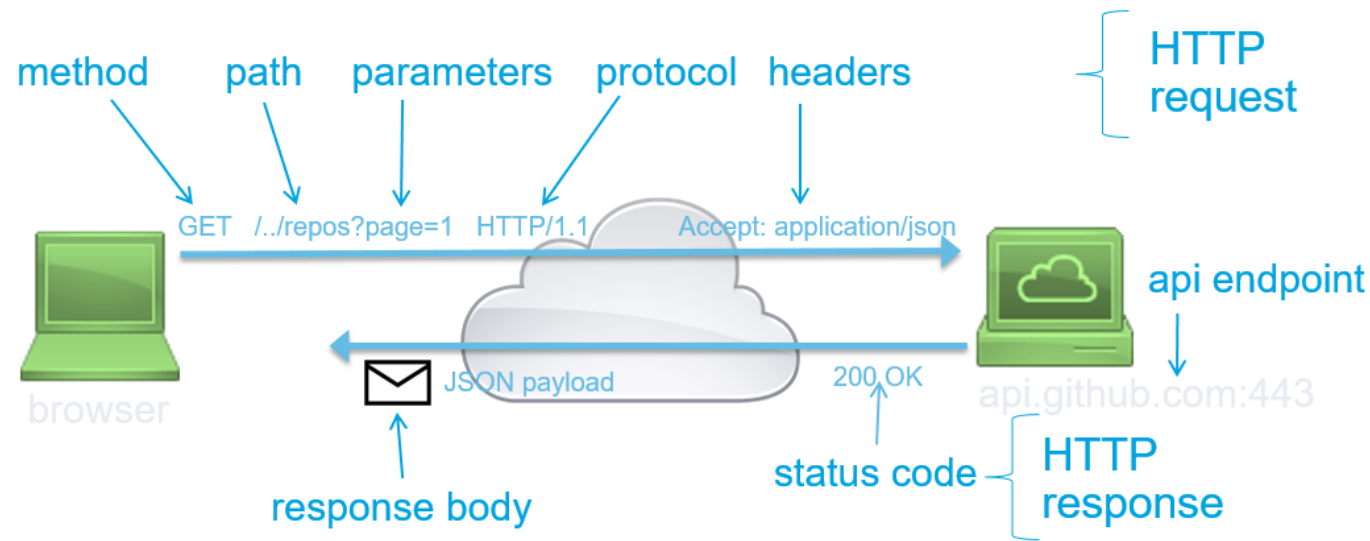 HTTP
request
method path parameters protocol headers
GET /../repos?page=1 HTTP/1.1 Accept: application/json
api endpoint
JSON payload 200 OK
browser
api.github.com:443
HTTP
response
status code
response body